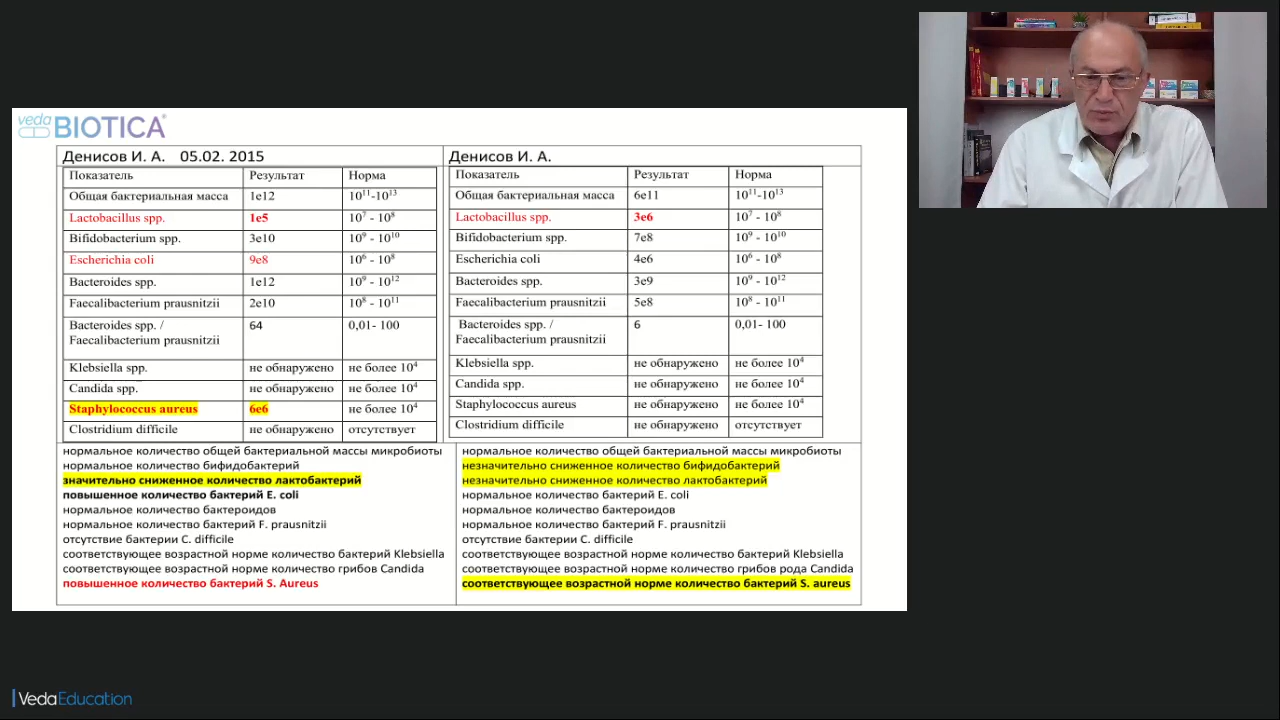 veda
BIOTICA®
Денисов И. А. 05.02. 2015
Показатель Результат Норма
Общая бактериальная масса 1e12 10¹¹-10¹³
Lactobacillus spp. 1e5 10⁷ - 10⁸
Bifidobacterium spp. 3e10 10⁹ - 10¹⁰
Escherichia coli 9e8 10⁶ - 10⁸
Bacteroides spp. 1e12 10⁹ - 10¹²
Faecalibacterium prausnitzii 2e10 10⁸ - 10¹¹
Bacteroides spp. / 64 0,01- 100
Faecalibacterium prausnitzii
Klebsiella spp. не обнаружено не более 10⁴
Candida spp. не обнаружено не более 10⁴
Staphylococcus aureus 6e6 не более 10⁴
Clostridium difficile не обнаружено отсутствует
нормальное количество общей бактериальной массы микробиоты
нормальное количество бифидобактерий
значительно сниженное количество лактобактерий
повышенное количество бактерий E. coli
нормальное количество бактероидов
нормальное количество бактерий F. prausnitzii
отсутствие бактерии C. difficile
соответствующее возрастной норме количество бактерий Klebsiella
соответствующее возрастной норме количество грибов Candida
повышенное количество бактерий S. Aureus
Денисов И. А.
Показатель Результат Норма
Общая бактериальная масса 6e11 10¹¹-10¹³
Lactobacillus spp. 3e6 10⁷ - 10⁸
Bifidobacterium spp. 7e8 10⁹ - 10¹⁰
Escherichia coli 4e6 10⁶ - 10⁸
Bacteroides spp. 3e9 10⁹ - 10¹²
Faecalibacterium prausnitzii 5e8 10⁸ - 10¹¹
Bacteroides spp. / 6 0,01- 100
Faecalibacterium prausnitzii
Klebsiella spp. не обнаружено не более 10⁴
Candida spp. не обнаружено не более 10⁴
Staphylococcus aureus не обнаружено не более 10⁴
Clostridium difficile не обнаружено отсутствует
нормальное количество общей бактериальной массы микробиоты
незначительно сниженное количество бифидобактерий
незначительно сниженное количество лактобактерий
нормальное количество бактерий E. coli
нормальное количество бактероидов
нормальное количество бактерий F. prausnitzii
отсутствие бактерии C. difficile
соответствующее возрастной норме количество бактерий Klebsiella
соответствующее возрастной норме количество грибов рода Candida
соответствующее возрастной норме количество бактерий S. aureus
VedaEducation